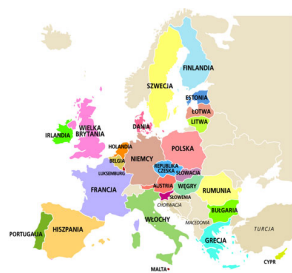 FINLANDIA
SZWECJA
ESTONIA
ŁOTWA
LITWA
DANIA
WIELKA
BRYTANIA
IRLANDIA
HOLANDIA
BELGIA
LUKSEMBURG
NIEMCY
POLSKA
REPUBLIKA
CZESKA
SŁOWACJA
AUSTRIA
WĘGRY
SŁOWENIA
CHORWACJA
RUMUNIA
FRANCJA
WŁOCHY
BUŁGARIA
MACEDONIA
PORTUGALIA
HISZPANIA
GRECJA
TURCJA
MALTA
CYPR